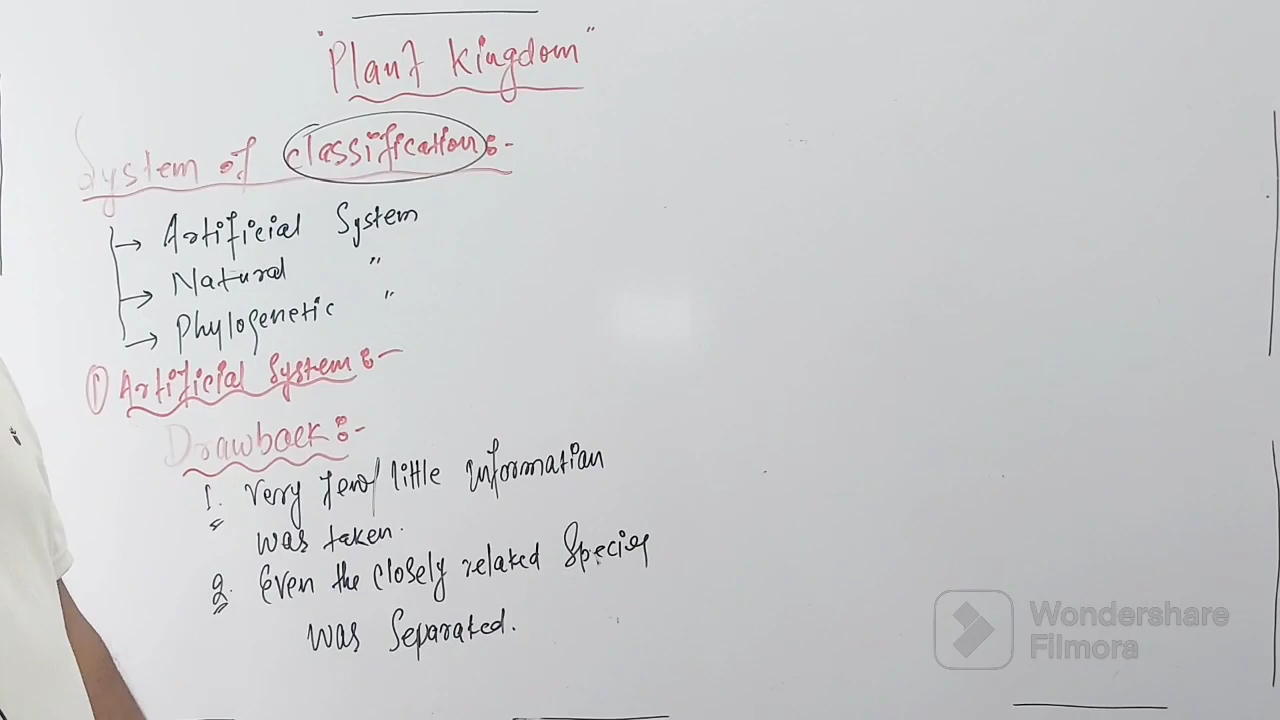 "Plant Kingdom"
System of classification :-
→ Artificial System
→ Natural "
→ Phylogenetic "
① Artificial System :-
Drawback :-
1. Very few/ little information
was taken.
2. Even the closely related Species
was Separated.
Wondershare
Filmora